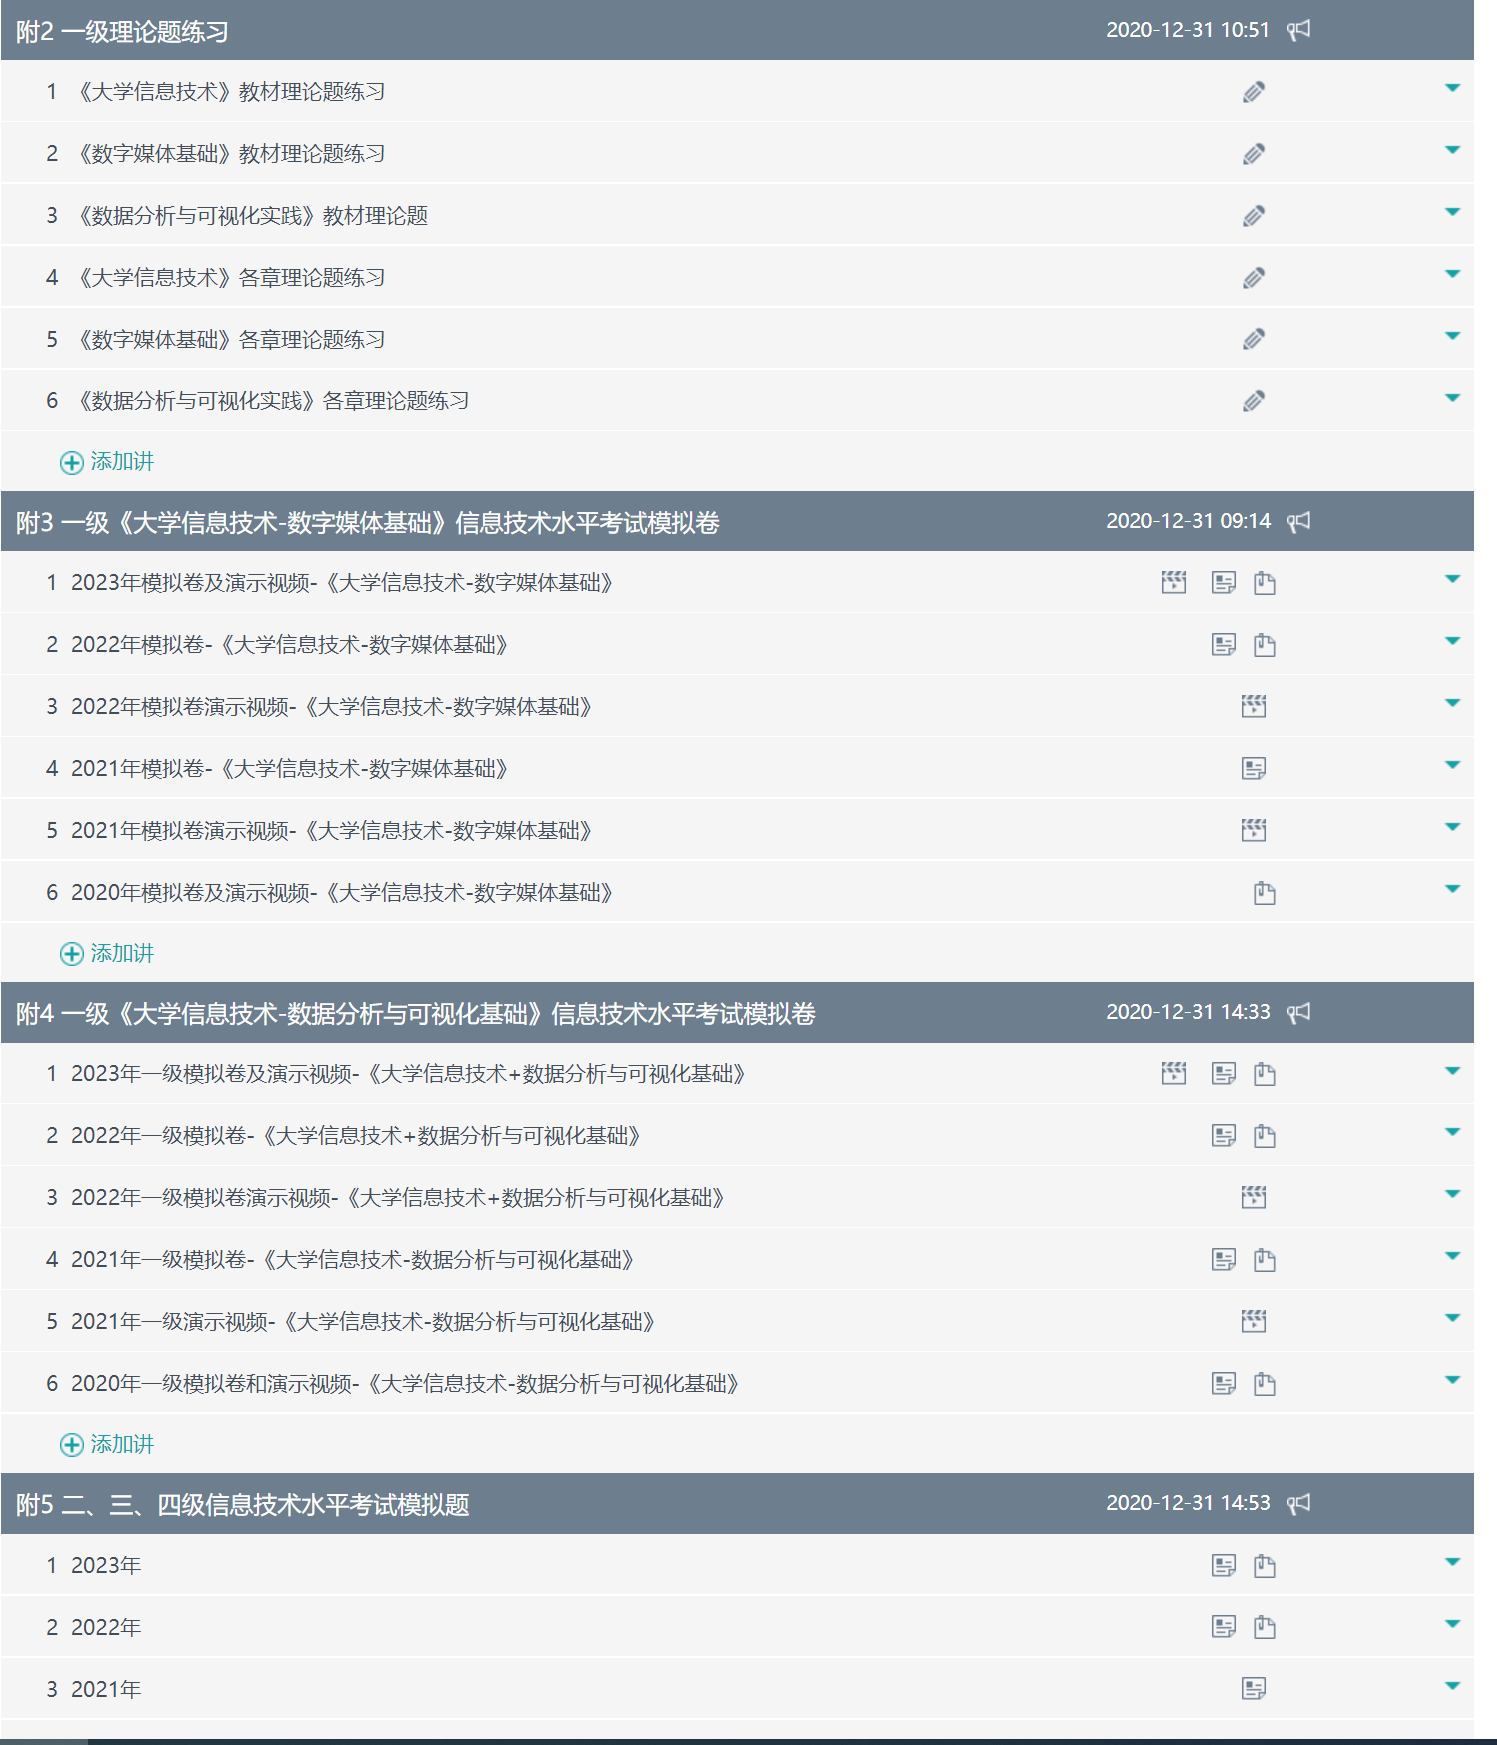 附2 一级理论题练习 2020-12-31 10:51
1 《大学信息技术》教材理论题练习
2 《数字媒体基础》教材理论题练习
3 《数据分析与可视化实践》教材理论题
4 《大学信息技术》各章理论题练习
5 《数字媒体基础》各章理论题练习
6 《数据分析与可视化实践》各章理论题练习
添加讲
附3 一级《大学信息技术-数字媒体基础》信息技术水平考试模拟卷 2020-12-31 09:14
1 2023年模拟卷及演示视频-《大学信息技术-数字媒体基础》
2 2022年模拟卷-《大学信息技术-数字媒体基础》
3 2022年模拟卷演示视频-《大学信息技术-数字媒体基础》
4 2021年模拟卷-《大学信息技术-数字媒体基础》
5 2021年模拟卷演示视频-《大学信息技术-数字媒体基础》
6 2020年模拟卷及演示视频-《大学信息技术-数字媒体基础》
添加讲
附4 一级《大学信息技术-数据分析与可视化基础》信息技术水平考试模拟卷 2020-12-31 14:33
1 2023年一级模拟卷及演示视频-《大学信息技术+数据分析与可视化基础》
2 2022年一级模拟卷-《大学信息技术+数据分析与可视化基础》
3 2022年一级模拟卷演示视频-《大学信息技术+数据分析与可视化基础》
4 2021年一级模拟卷-《大学信息技术-数据分析与可视化基础》
5 2021年一级演示视频-《大学信息技术-数据分析与可视化基础》
6 2020年一级模拟卷和演示视频-《大学信息技术-数据分析与可视化基础》
添加讲
附5 二、三、四级信息技术水平考试模拟题 2020-12-31 14:53
1 2023年
2 2022年
3 2021年